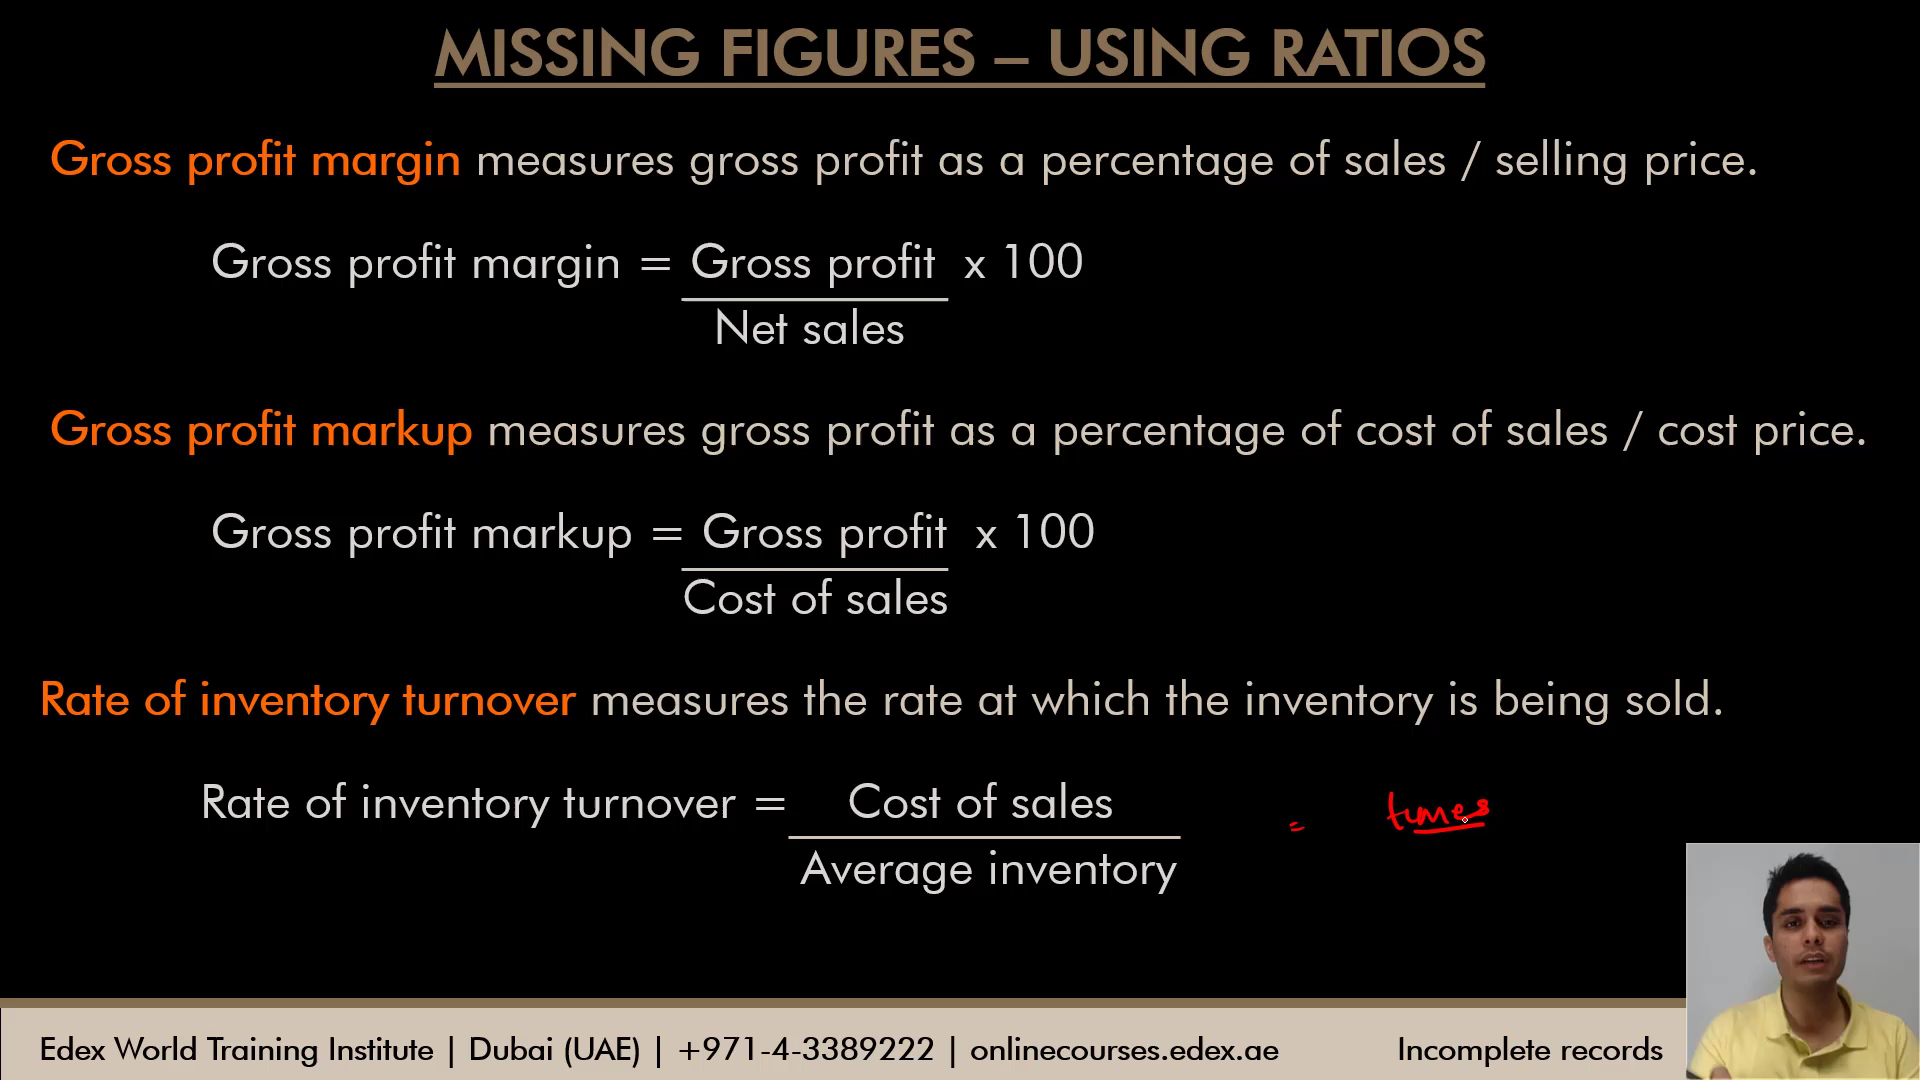 MISSING FIGURES – USING RATIOS
Gross profit margin measures gross profit as a percentage of sales / selling price.
Gross profit margin = Gross profit x 100
Net sales
Gross profit markup measures gross profit as a percentage of cost of sales / cost price.
Gross profit markup = Gross profit x 100
Cost of sales
Rate of inventory turnover measures the rate at which the inventory is being sold.
Rate of inventory turnover = Cost of sales = times
Average inventory
Edex World Training Institute | Dubai (UAE) | +971-4-3389222 | onlinecourses.edex.ae Incomplete records